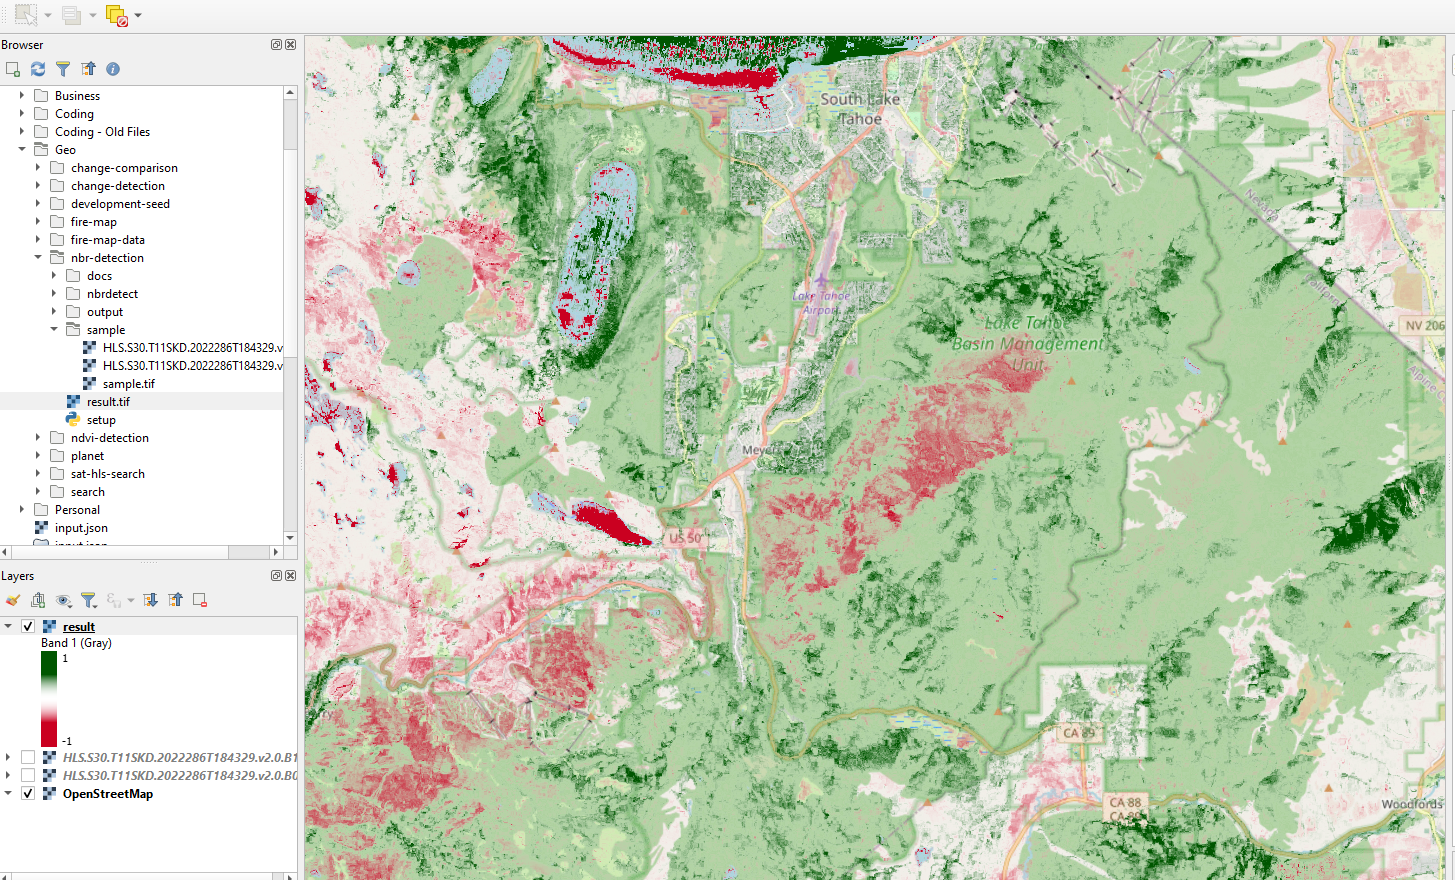 Browser
Business
Coding
Coding - Old Files
Geo
change-comparison
change-detection
development-seed
fire-map
fire-map-data
nbr-detection
docs
nbrdetect
output
sample
HLS.S30.T11SKD.2022286T184329.v
HLS.S30.T11SKD.2022286T184329.v
sample.tif
result.tif
setup
ndvi-detection
planet
sat-hls-search
search
Personal
input.json
input.json
Layers
result
Band 1 (Gray)
1
-1
HLS.S30.T11SKD.2022286T184329.v2.0.B1
HLS.S30.T11SKD.2022286T184329.v2.0.B0
OpenStreetMap
South Lake
Tahoe
Nevada
Lake Tahoe
Airport
Lake Tahoe
Basin Management
Unit
NV 206
Alpine
Meyers
US 50
CA 89
CA 88
CA 89
Woodfords